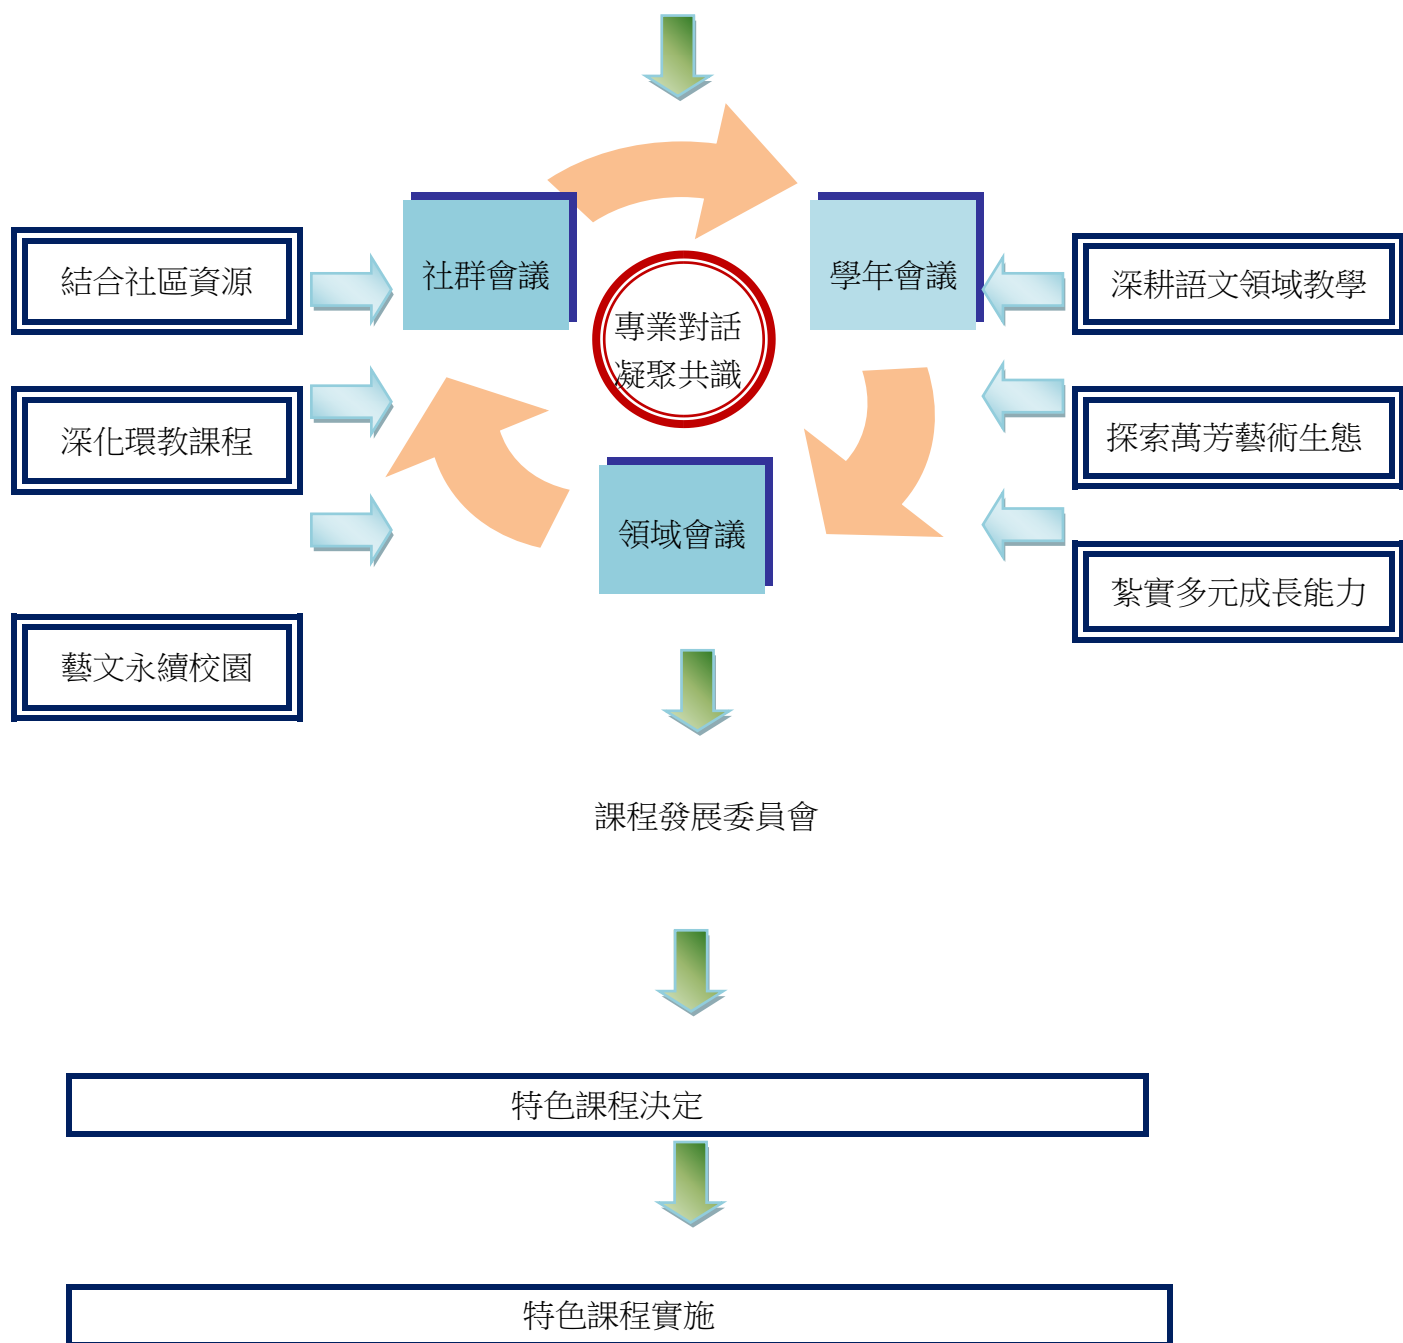 社群會議
學年會議
結合社區資源
深耕語文領域教學
專業對話
凝聚共識
深化環教課程
探索萬芳藝術生態
領域會議
紮實多元成長能力
藝文永續校園
課程發展委員會
特色課程決定
特色課程實施